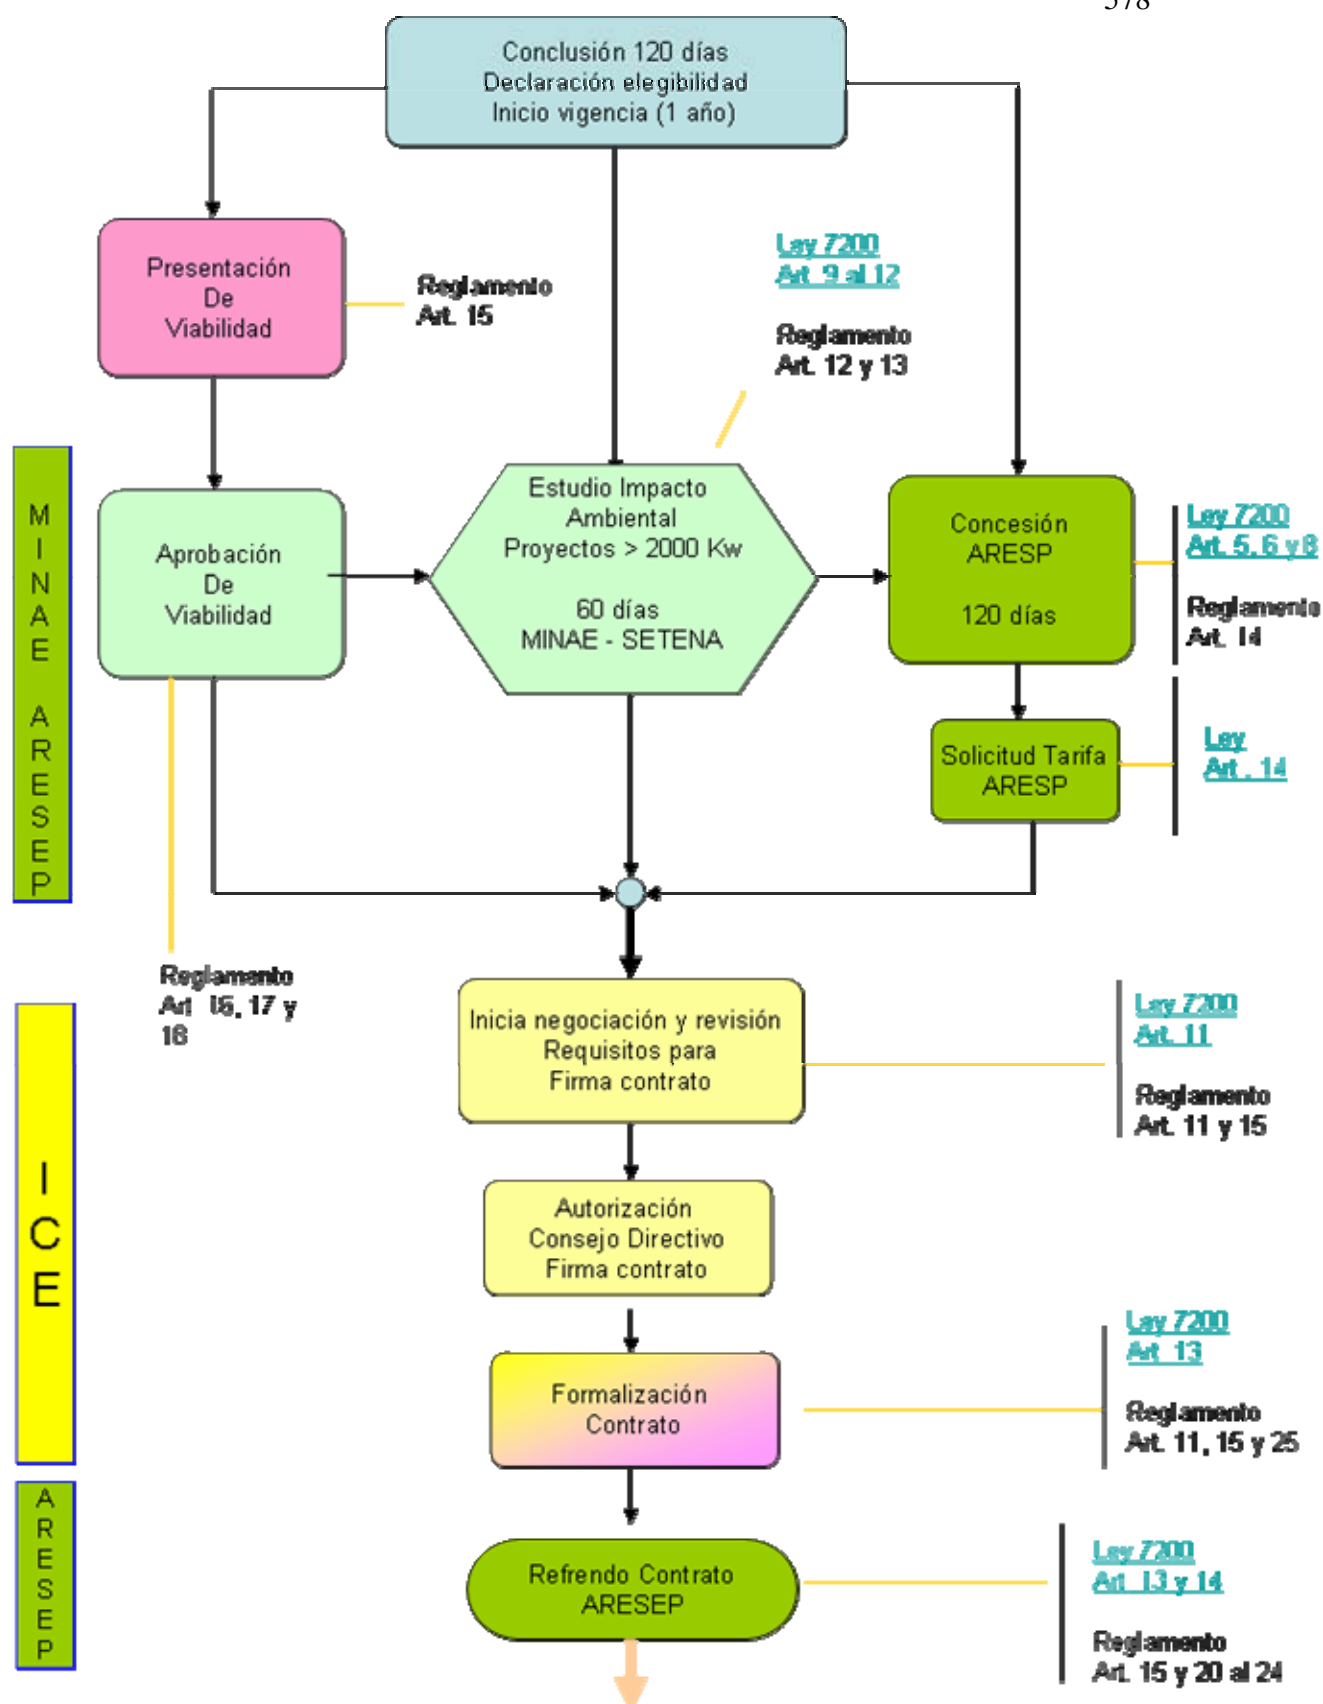 578
Conclusión 120 días
Declaración elegibilidad
Inicio vigencia (1 año)
Presentación
De
Viabilidad
Reglamento
Art. 15
Ley 7200
Art. 9 al 12
Reglamento
Art. 12 y 13
MINAE ARESEP
Aprobación
De
Viabilidad
Estudio Impacto
Ambiental
Proyectos > 2000 Kw
60 días
MINAE - SETENA
Concesión
ARESP
120 días
Ley 7200
Art. 5, 6 y 8
Reglamento
Art. 14
Solicitud Tarifa
ARESP
Ley
Art . 14
Reglamento
Art 16, 17 y
18
ICE
Inicia negociación y revisión
Requisitos para
Firma contrato
Ley 7200
Art. 11
Reglamento
Art. 11 y 15
Autorización
Consejo Directivo
Firma contrato
Formalización
Contrato
Ley 7200
Art 13
Reglamento
Art. 11, 15 y 25
ARESEP
Refrendo Contrato
ARESEP
Ley 7200
Art 13 y 14
Reglamento
Art. 15 y 20 al 24